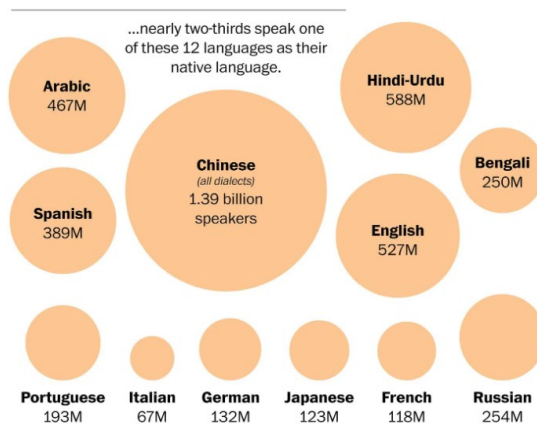 ...nearly two-thirds speak one
of these 12 languages as their
native language.
Arabic
467M
Hindi-Urdu
588M
Chinese
(all dialects)
1.39 billion
speakers
Bengali
250M
Spanish
389M
English
527M
Portuguese
193M
Italian
67M
German
132M
Japanese
123M
French
118M
Russian
254M